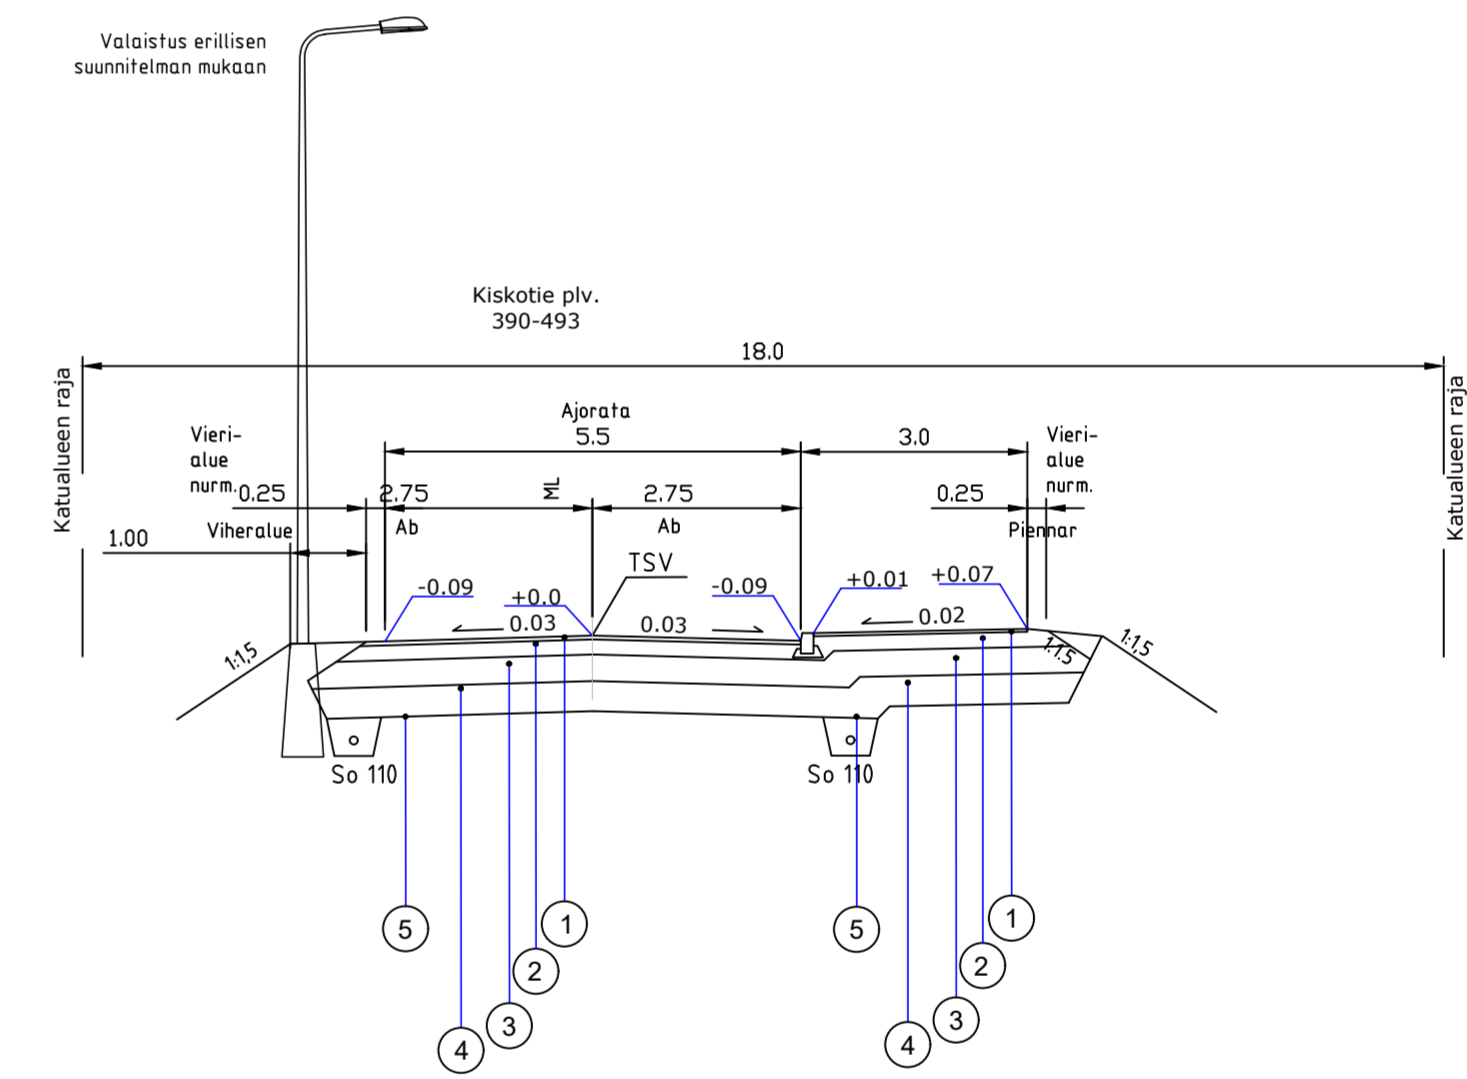 Valaistus erillisen
suunnitelman mukaan
Kiskotie plv.
390-493
18.0
Katualueen raja
Katualueen raja
Ajorata
5.5
3.0
Vieri-
alue
nurm.
Vieri-
alue
nurm.
0.25
2.75
ML
2.75
0.25
Ab
Ab
Piennar
Viheralue
1.00
TSV
-0.09
+0.0
-0.09
+0.01
+0.07
0.03
0.03
0.02
1:1,5
1:1.5
1:1,5
So 110
So 110
1
2
3
4
5
1
2
3
4
5